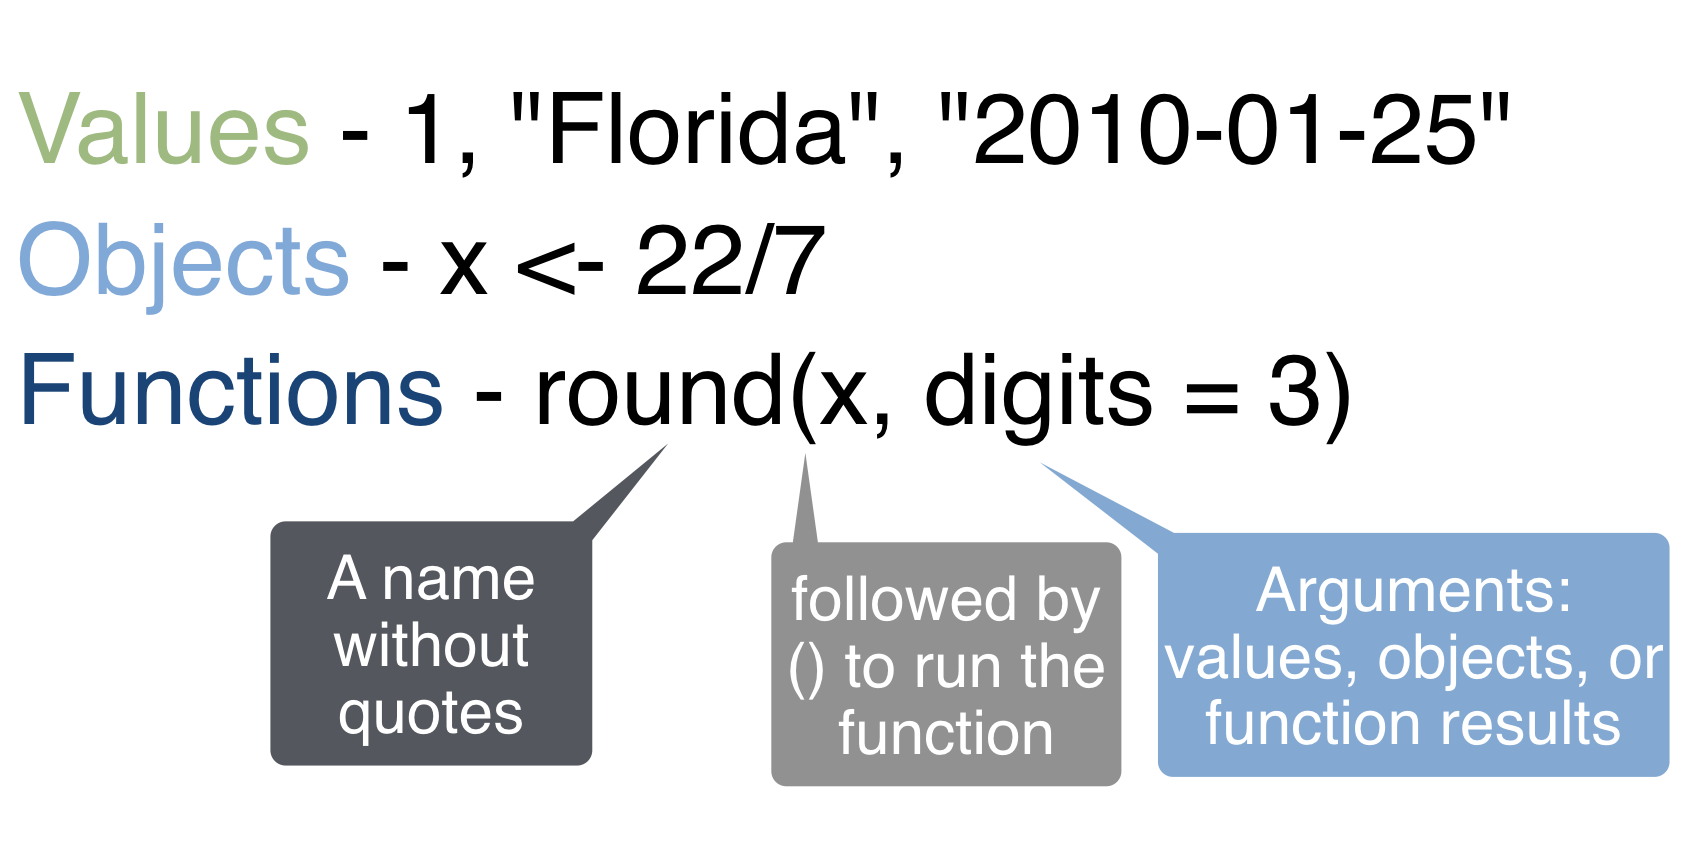 Values - 1, "Florida", "2010-01-25"
Objects - x <- 22/7
Functions - round(x, digits = 3)
A name
without
quotes
followed by
() to run the
function
Arguments:
values, objects, or
function results